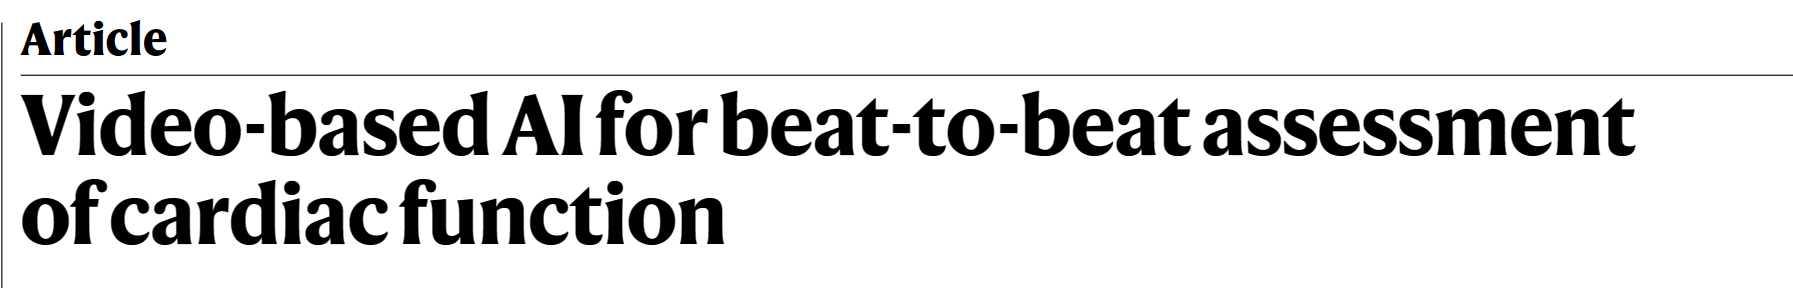 Article
Video-based AI for beat-to-beat assessment
of cardiac function